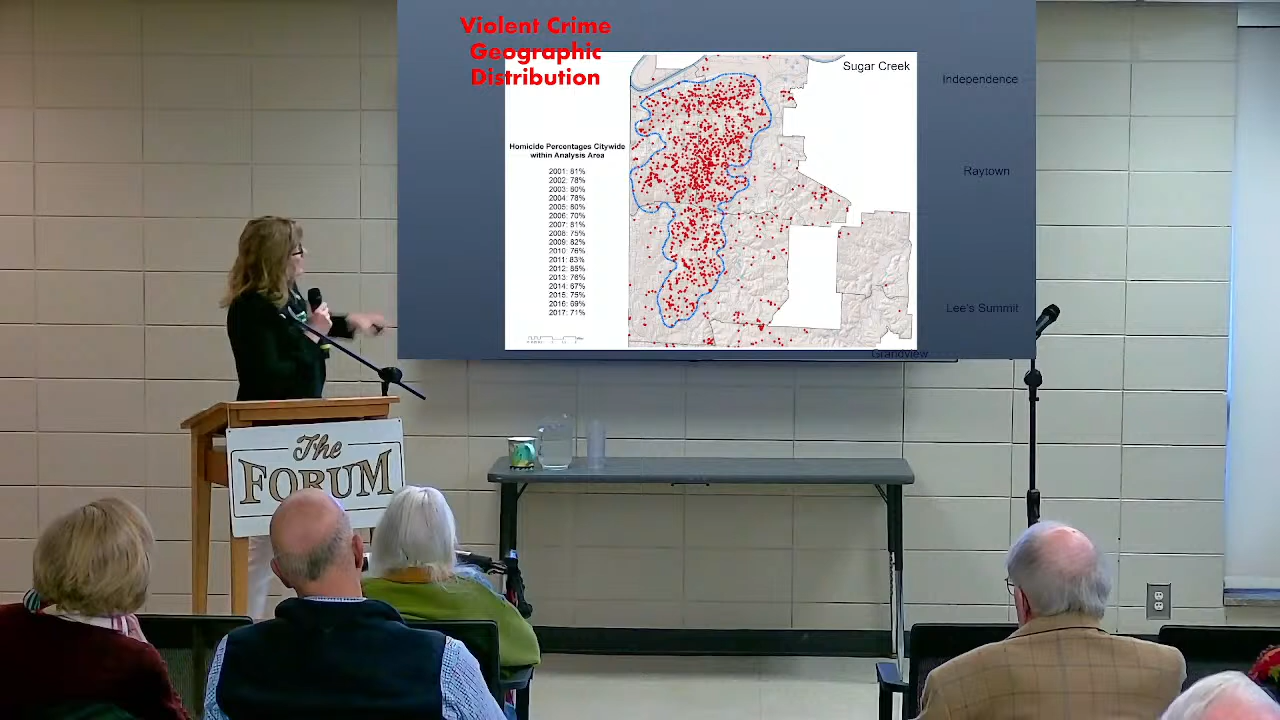 Violent Crime
Geographic
Distribution
Sugar Creek
Independence
Homicide Percentages Citywide
within Analysis Area
2001: 81%
2002: 78%
2003: 80%
2004: 78%
2005: 80%
2006: 70%
2007: 81%
2008: 75%
2009: 82%
2010: 76%
2011: 83%
2012: 85%
2013: 76%
2014: 67%
2015: 75%
2016: 69%
2017: 71%
Raytown
Lee's Summit
Grandview
The
FORUM